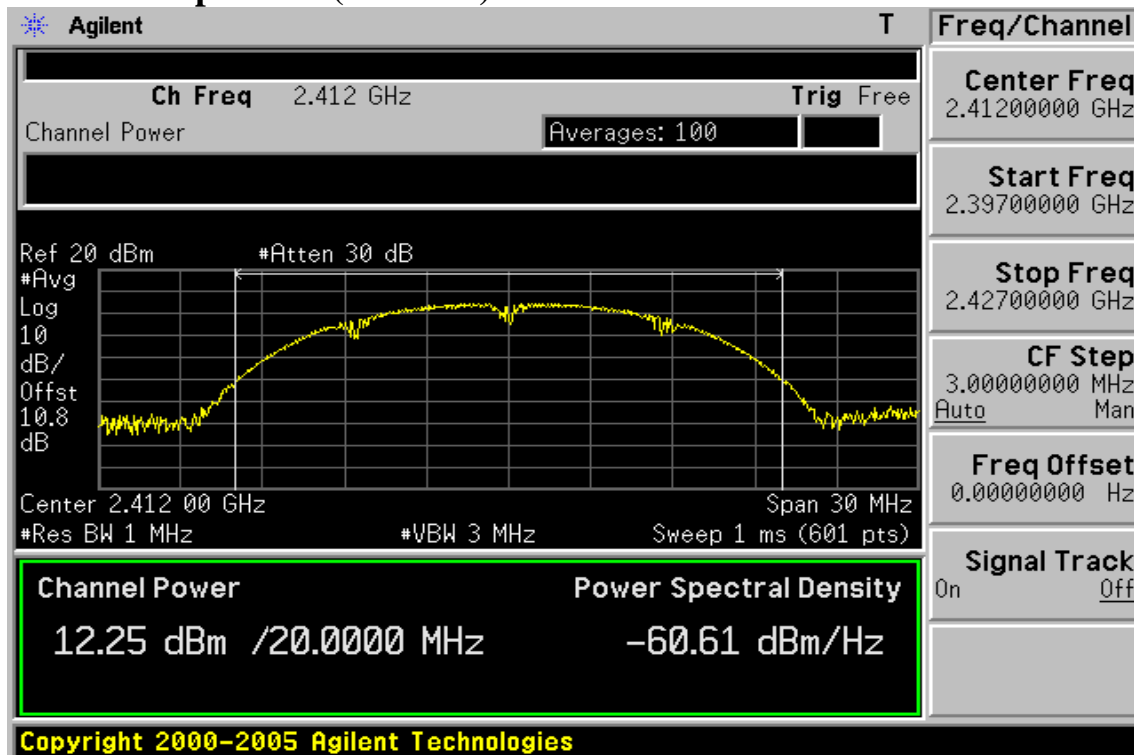 Agilent T Freq/Channel
Ch Freq 2.412 GHz Trig Free
Channel Power Averages: 100
Ref 20 dBm #Atten 30 dB
#Avg
Log
10
dB/
Offst
10.8
dB
Center 2.412 00 GHz Span 30 MHz
#Res BW 1 MHz #VBW 3 MHz Sweep 1 ms (601 pts)
Channel Power Power Spectral Density
12.25 dBm /20.0000 MHz -60.61 dBm/Hz
Center Freq
2.41200000 GHz
Start Freq
2.39700000 GHz
Stop Freq
2.42700000 GHz
CF Step
3.00000000 MHz
Auto Man
Freq Offset
0.00000000 Hz
Signal Track
On Off
Copyright 2000-2005 Agilent Technologies